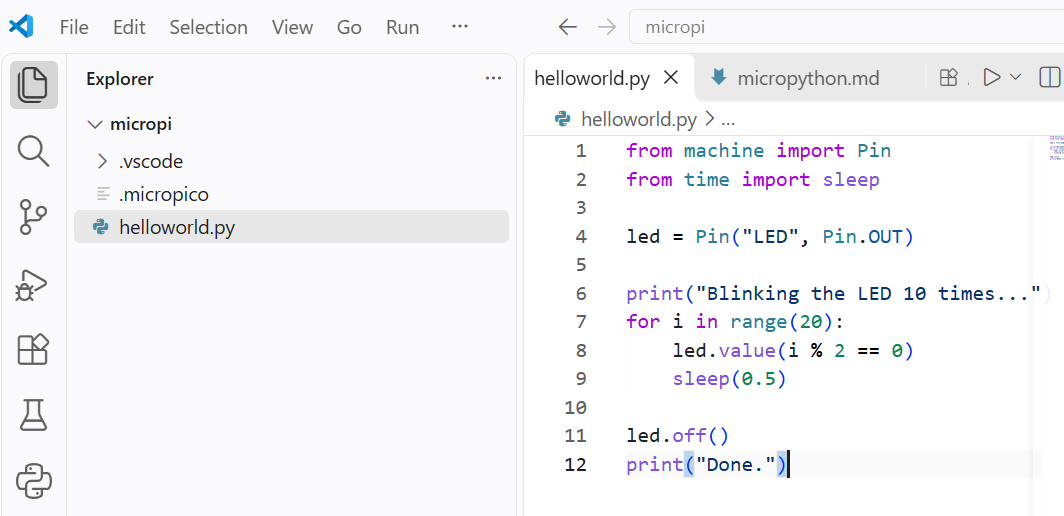 File Edit Selection View Go Run ... micropi
Explorer ...
micropi
.vscode
.micropico
helloworld.py
helloworld.py micropython.md
helloworld.py > ...
1 from machine import Pin
2 from time import sleep
3
4 led = Pin("LED", Pin.OUT)
5
6 print("Blinking the LED 10 times...")
7 for i in range(20):
8     led.value(i % 2 == 0)
9     sleep(0.5)
10
11 led.off()
12 print("Done.")